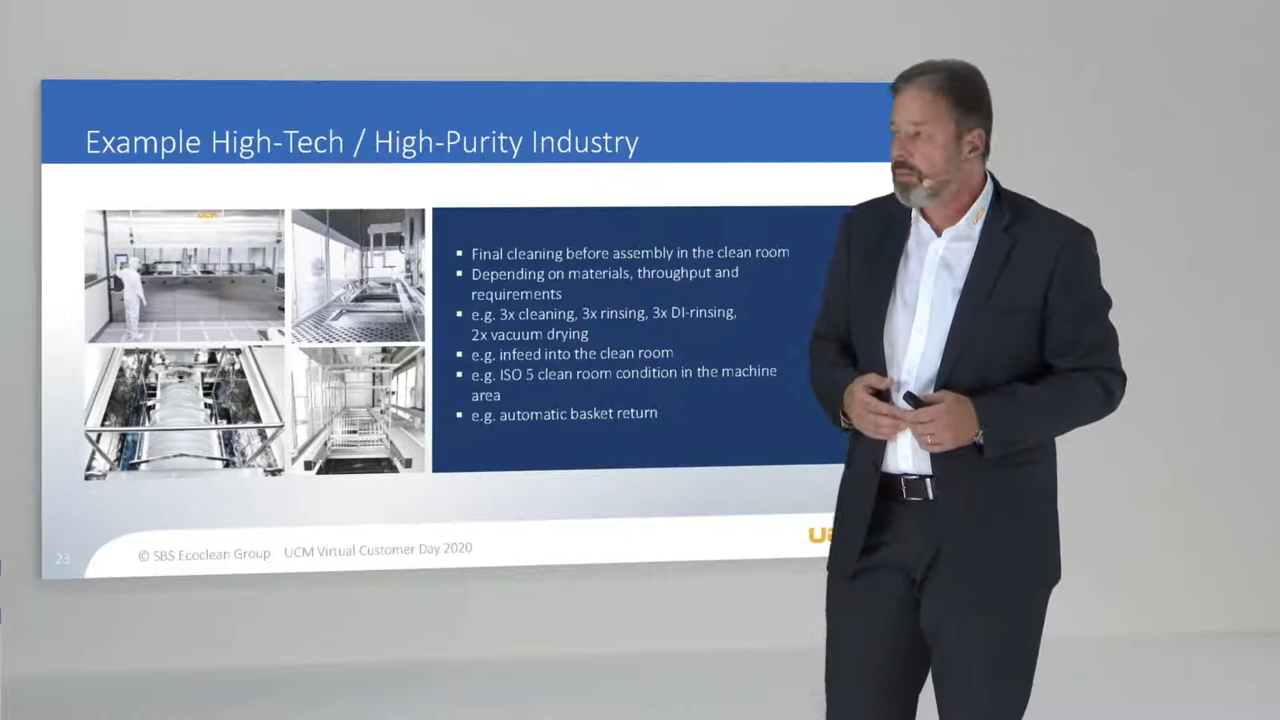 Example High-Tech / High-Purity Industry
UCM
▪ Final cleaning before assembly in the clean room
▪ Depending on materials, throughput and
requirements
▪ e.g. 3x cleaning, 3x rinsing, 3x DI-rinsing,
2x vacuum drying
▪ e.g. infeed into the clean room
▪ e.g. ISO 5 clean room condition in the machine
area
▪ e.g. automatic basket return
23
© SBS Ecoclean Group UCM Virtual Customer Day 2020